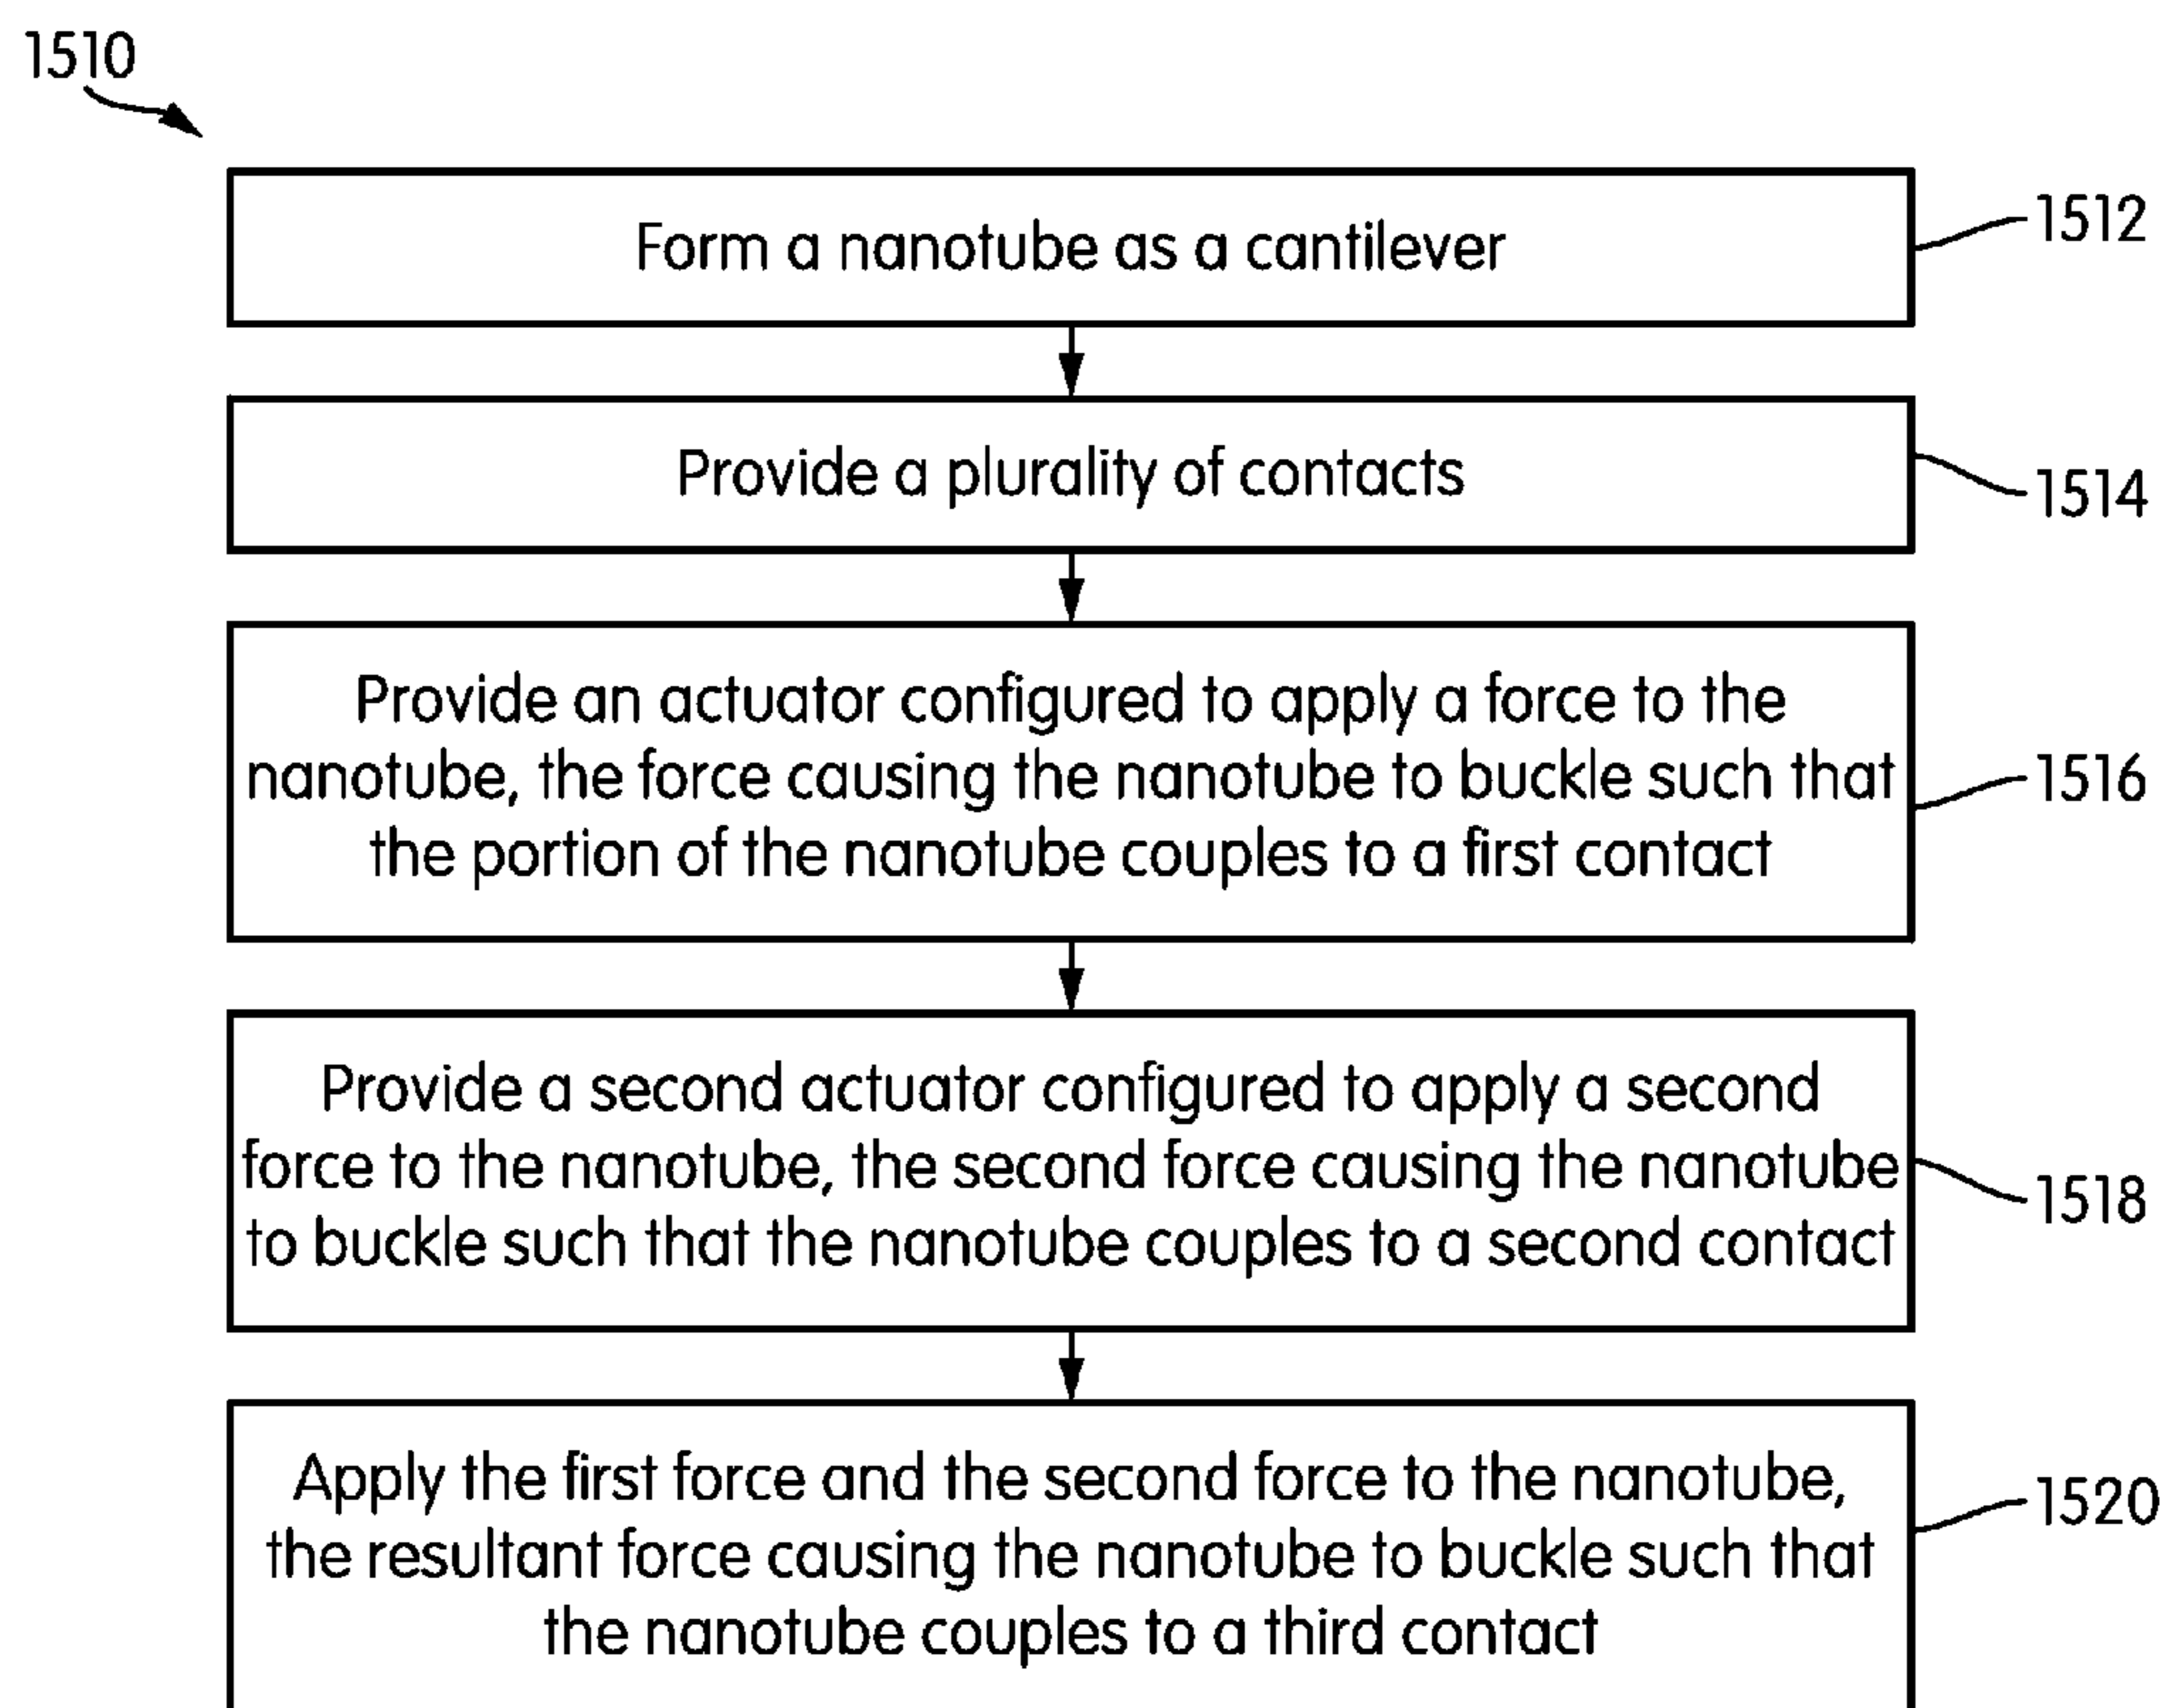 1510
Form a nanotube as a cantilever
1512
Provide a plurality of contacts
1514
Provide an actuator configured to apply a force to the
nanotube, the force causing the nanotube to buckle such that
the portion of the nanotube couples to a first contact
1516
Provide a second actuator configured to apply a second
force to the nanotube, the second force causing the nanotube
to buckle such that the nanotube couples to a second contact
1518
Apply the first force and the second force to the nanotube,
the resultant force causing the nanotube to buckle such that
the nanotube couples to a third contact
1520